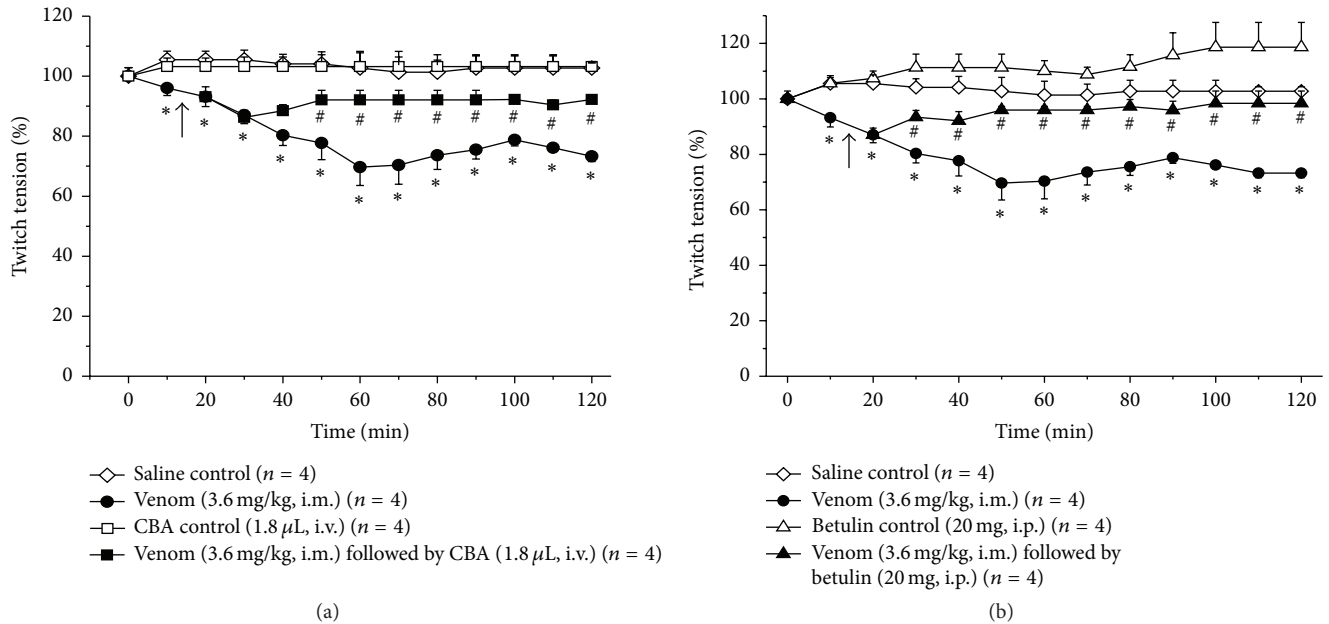 120
100
80
60
40
20
0
Twitch tension (%)
* * * * * * * * * * * *
# # # # # # # #
0 20 40 60 80 100 120
Time (min)
Saline control (n = 4)
Venom (3.6 mg/kg, i.m.) (n = 4)
CBA control (1.8 μL, i.v.) (n = 4)
Venom (3.6 mg/kg, i.m.) followed by CBA (1.8 μL, i.v.) (n = 4)
(a)
120
100
80
60
40
20
0
Twitch tension (%)
* * * * * * * * * * * *
# # # # # # # # # #
0 20 40 60 80 100 120
Time (min)
Saline control (n = 4)
Venom (3.6 mg/kg, i.m.) (n = 4)
Betulin control (20 mg, i.p.) (n = 4)
Venom (3.6 mg/kg, i.m.) followed by
betulin (20 mg, i.p.) (n = 4)
(b)